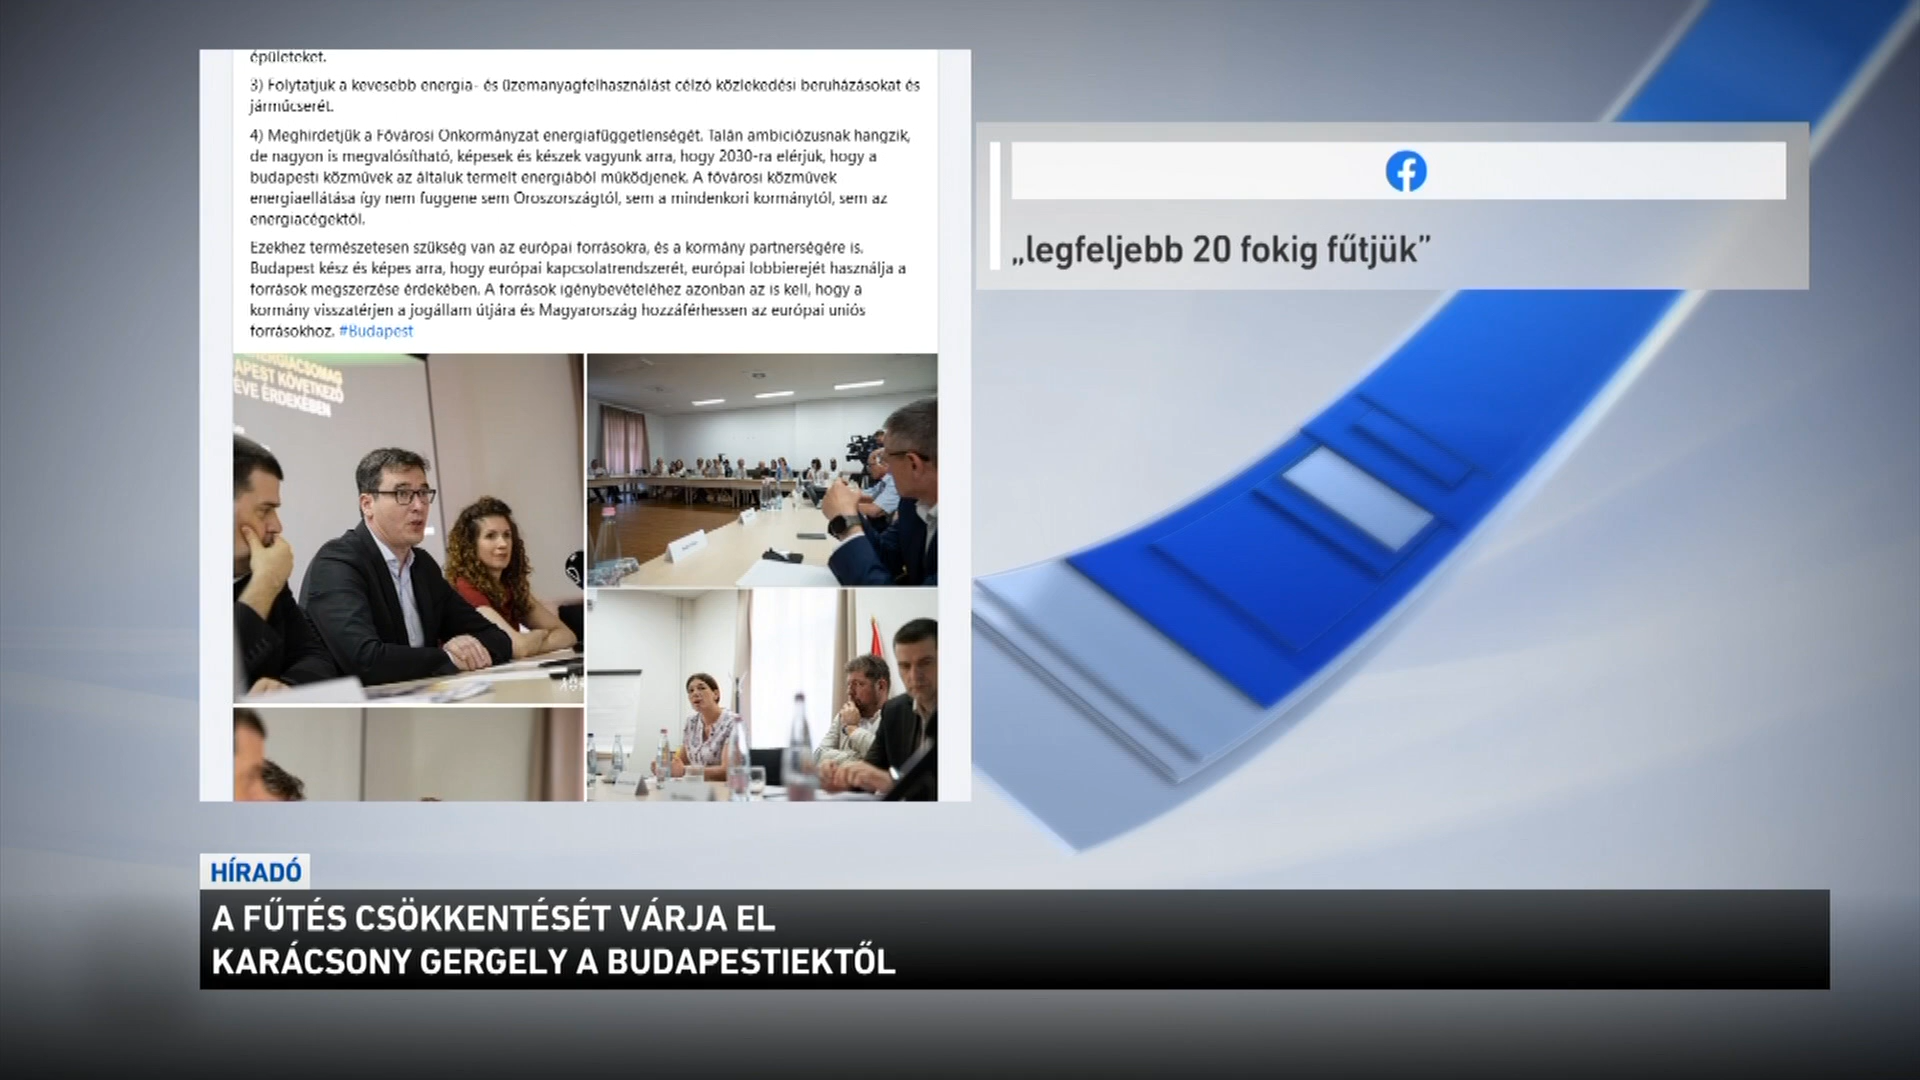 épületeket.
3) Folytatjuk a kevesebb energia- és üzemanyagfelhasználást célzó közlekedési beruházásokat és
járműcserét.
4) Meghirdetjük a Fővárosi Önkormányzat energiafüggetlenségét. Talán ambiciózusnak hangzik,
de nagyon is megvalósítható, képesek és készek vagyunk arra, hogy 2030-ra elérjük, hogy a
budapesti közművek az általuk termelt energiából működjenek. A fővárosi közművek
energiaellátása így nem függene sem Oroszországtól, sem a mindenkori kormánytól, sem az
energiacégektől.
Ezekhez természetesen szükség van az európai forrásokra, és a kormány partnerségére is.
Budapest kész és képes arra, hogy európai kapcsolatrendszerét, európai lobbierejét használja a
források megszerzése érdekében. A források igénybevételéhez azonban az is kell, hogy a
kormány visszatérjen a jogállam útjára és Magyarország hozzáférhessen az európai uniós
forrásokhoz. #Budapest
ENERGIACSOMAG
APEST KÖVETKEZŐ
ÉVE ÉRDEKÉBEN
„legfeljebb 20 fokig fűtjük”
HÍRADÓ
A FŰTÉS CSÖKKENTÉSÉT VÁRJA EL
KARÁCSONY GERGELY A BUDAPESTIEKTŐL